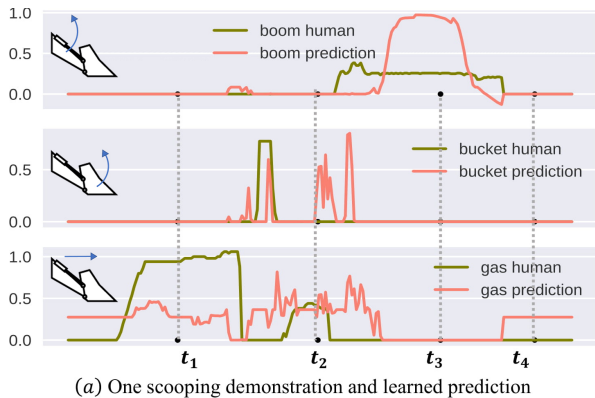 1.0
0.5
0.0
boom human
boom prediction
0.5
0.0
bucket human
bucket prediction
1.0
0.5
0.0
gas human
gas prediction
t₁ t₂ t₃ t₄
(a) One scooping demonstration and learned prediction